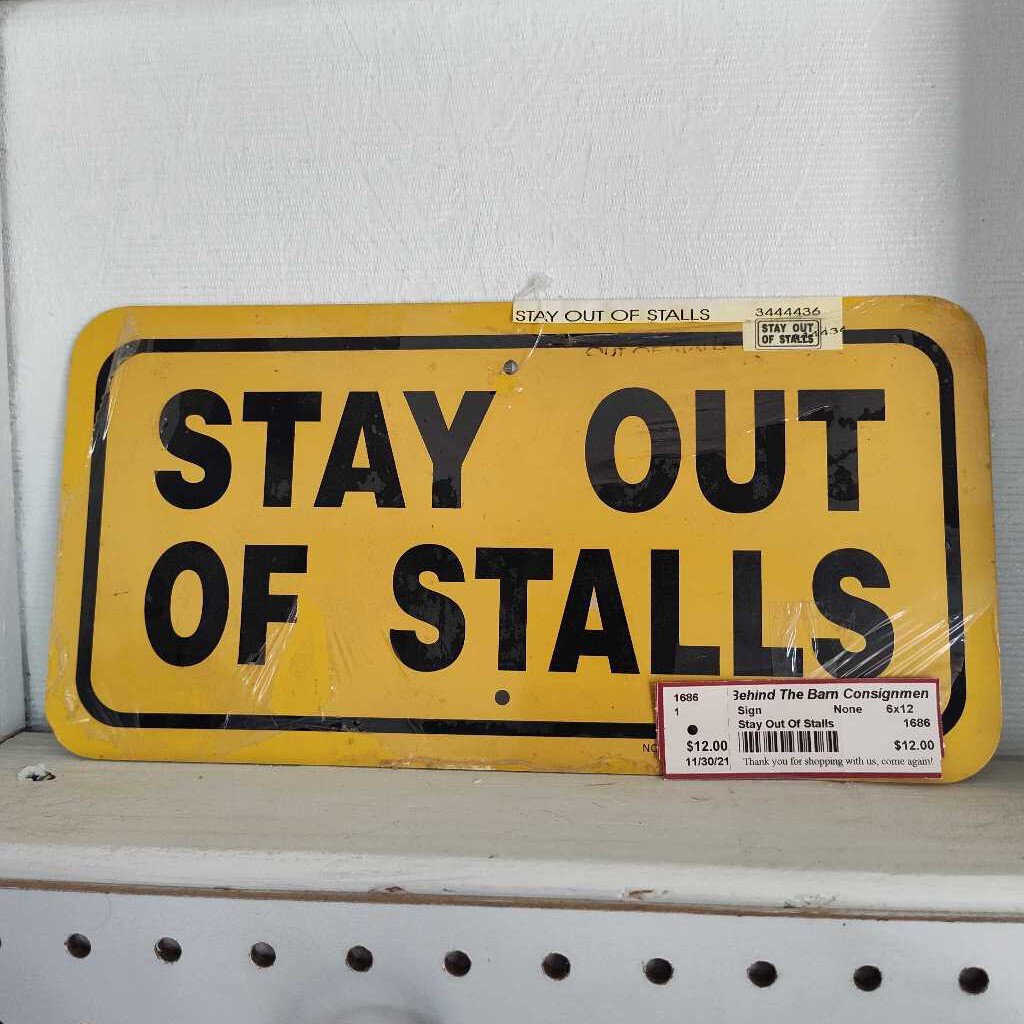 STAY OUT OF STALLS 3444436
STAY OUT
OF STALLS
STAY OUT
OF STALLS
1686 Behind The Barn Consignmen
1 Sign None 6x12
Stay Out Of Stalls 1686
$12.00 $12.00
11/30/21 Thank you for shopping with us, come again!